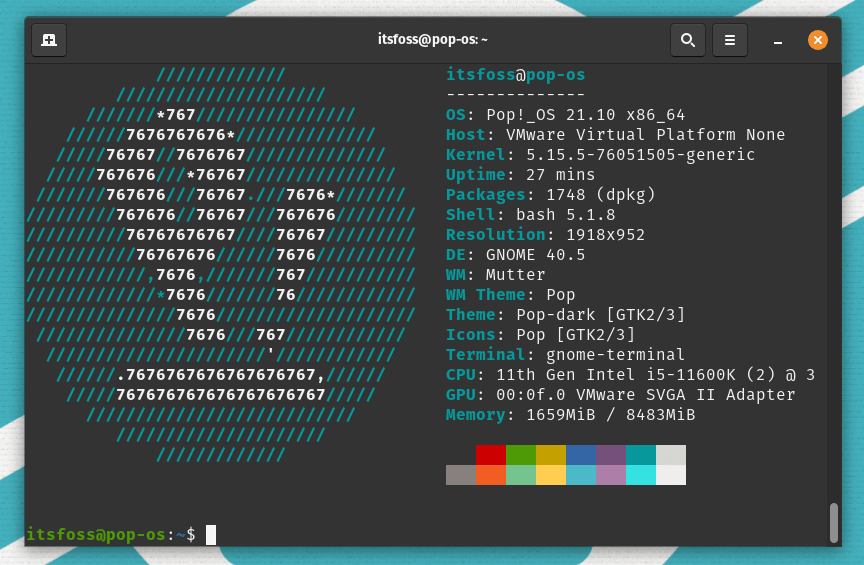 itsfoss@pop-os: ~
/////////////
/////////////////////
///////*767////////////////
//////7676767676*//////////////
/////76767//7676767//////////////
/////767676///*76767///////////////
///////767676///76767.///7676*///////
/////////767676//76767///767676////////
//////////76767676767////76767/////////
///////////76767676//////7676//////////
////////////,7676,///////767///////////
/////////////*7676///////76////////////
///////////////7676////////////////////
///////////////7676///767////////////
//////////////////////'////////////
//////.7676767676767676767,//////
/////767676767676767676767/////
///////////////////////////
/////////////////////
/////////////
itsfoss@pop-os
--------------
OS: Pop!_OS 21.10 x86_64
Host: VMware Virtual Platform None
Kernel: 5.15.5-76051505-generic
Uptime: 27 mins
Packages: 1748 (dpkg)
Shell: bash 5.1.8
Resolution: 1918x952
DE: GNOME 40.5
WM: Mutter
WM Theme: Pop
Theme: Pop-dark [GTK2/3]
Icons: Pop [GTK2/3]
Terminal: gnome-terminal
CPU: 11th Gen Intel i5-11600K (2) @ 3
GPU: 00:0f.0 VMware SVGA II Adapter
Memory: 1659MiB / 8483MiB
itsfoss@pop-os:~$